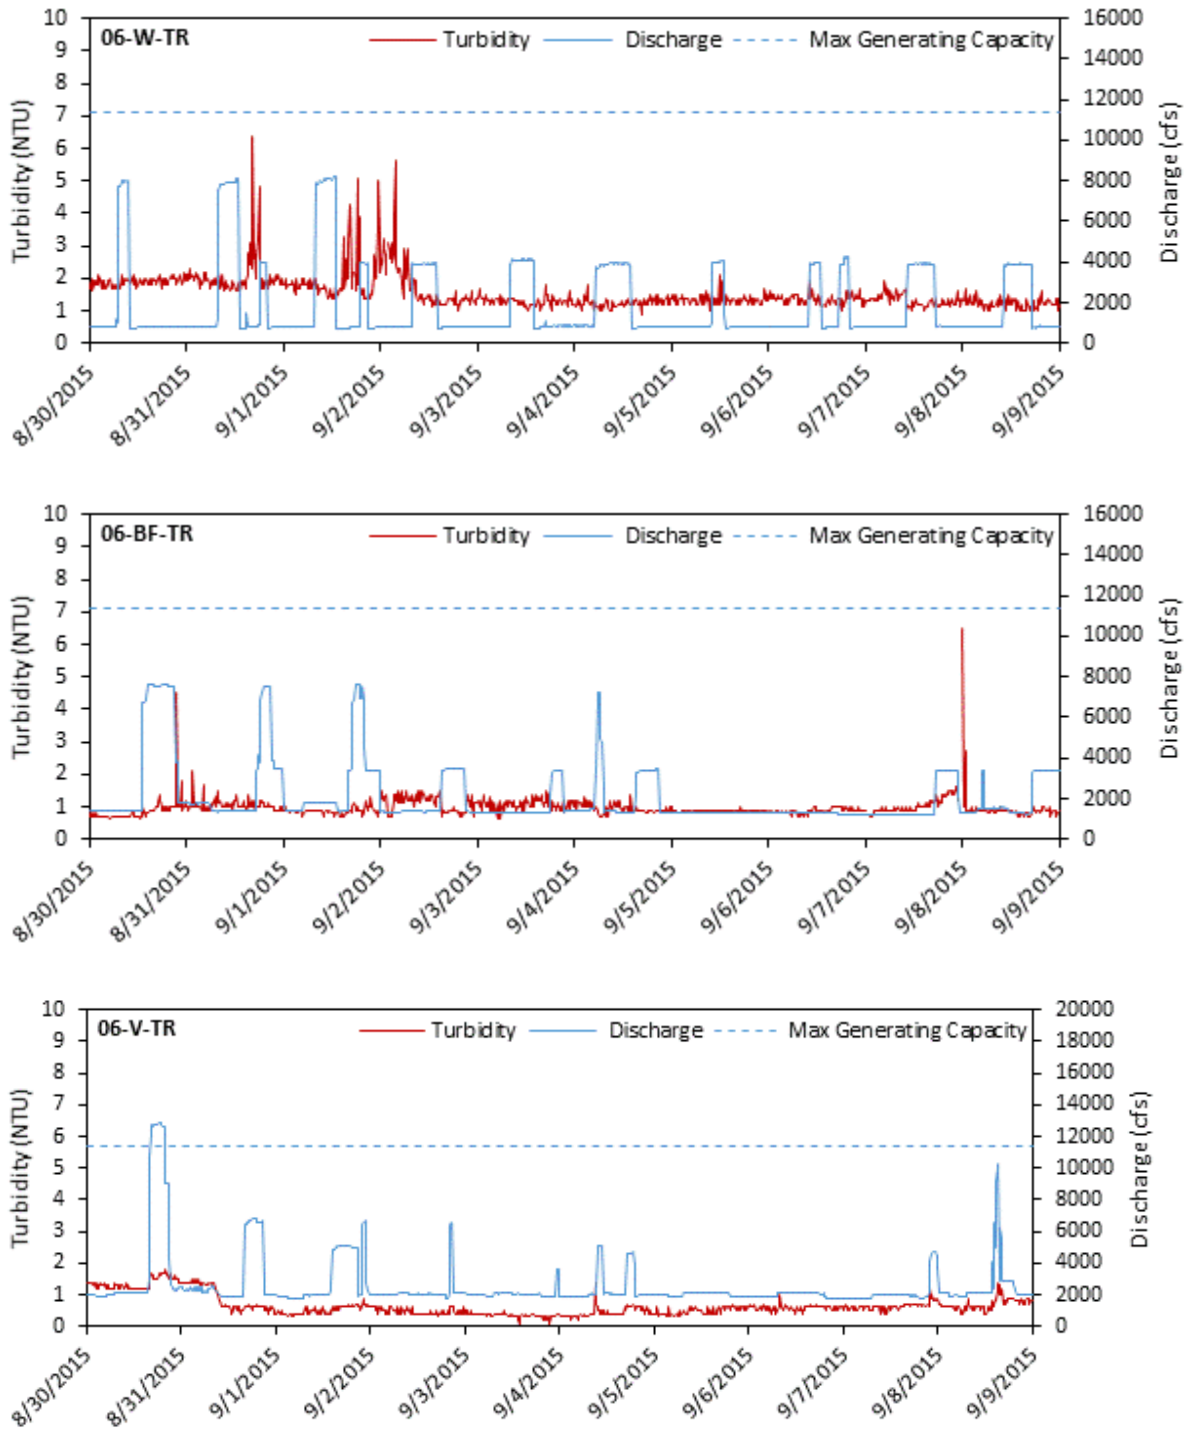 10 06-W-TR Turbidity Discharge Max Generating Capacity 16000
9 14000
8 12000
7 10000
6 8000
5 6000
4 4000
3 2000
2 0
1
0
Turbidity (NTU)
Discharge (cfs)
8/30/2015 8/31/2015 9/1/2015 9/2/2015 9/3/2015 9/4/2015 9/5/2015 9/6/2015 9/7/2015 9/8/2015 9/9/2015
10 06-BF-TR Turbidity Discharge Max Generating Capacity 16000
9 14000
8 12000
7 10000
6 8000
5 6000
4 4000
3 2000
2 0
1
0
Turbidity (NTU)
Discharge (cfs)
8/30/2015 8/31/2015 9/1/2015 9/2/2015 9/3/2015 9/4/2015 9/5/2015 9/6/2015 9/7/2015 9/8/2015 9/9/2015
10 06-V-TR Turbidity Discharge Max Generating Capacity 20000
9 18000
8 16000
7 14000
6 12000
5 10000
4 8000
3 6000
2 4000
1 2000
0 0
Turbidity (NTU)
Discharge (cfs)
8/30/2015 8/31/2015 9/1/2015 9/2/2015 9/3/2015 9/4/2015 9/5/2015 9/6/2015 9/7/2015 9/8/2015 9/9/2015